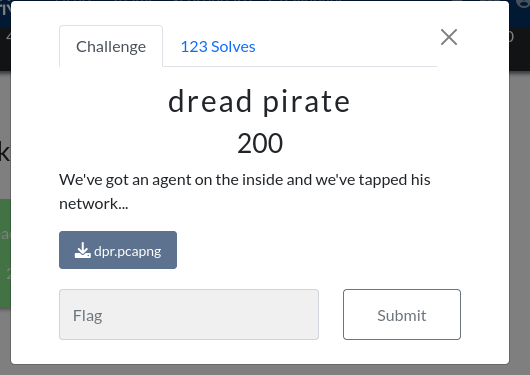 Challenge
123 Solves
dread pirate
200
We've got an agent on the inside and we've tapped his
network...
dpr.pcapng
Flag
Submit